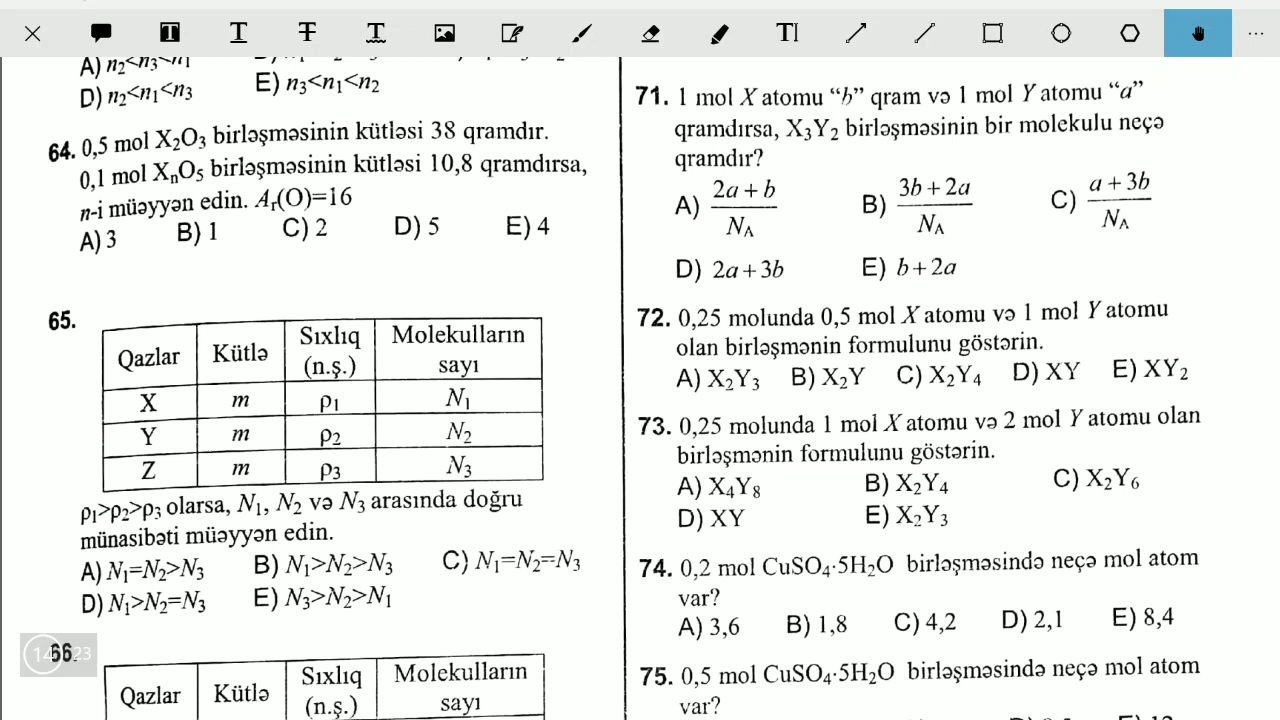 A) n₂<n₃<n₁
D) n₂<n₁<n₃ E) n₃<n₁<n₂
64. 0,5 mol X₂O₃ birləşməsinin kütləsi 38 qramdır.
0,1 mol XₙO₅ birləşməsinin kütləsi 10,8 qramdırsa,
n-i müəyyən edin. Aᵣ(O)=16
A) 3 B) 1 C) 2 D) 5 E) 4
65.
Qazlar Kütlə Sıxlıq (n.ş.) Molekulların sayı
X m ρ₁ N₁
Y m ρ₂ N₂
Z m ρ₃ N₃
ρ₁>ρ₂>ρ₃ olarsa, N₁, N₂ və N₃ arasında doğru
münasibəti müəyyən edin.
A) N₁=N₂>N₃ B) N₁>N₂>N₃ C) N₁=N₂=N₃
D) N₁>N₂=N₃ E) N₃>N₂>N₁
66.
Qazlar Kütlə Sıxlıq (n.ş.) Molekulların sayı
71. 1 mol X atomu “b” qram və 1 mol Y atomu “a”
qramdırsa, X₃Y₂ birləşməsinin bir molekulu neçə
qramdır?
A) (2a + b)/N_A B) (3b + 2a)/N_A C) (a + 3b)/N_A
D) 2a + 3b E) b + 2a
72. 0,25 molunda 0,5 mol X atomu və 1 mol Y atomu
olan birləşmənin formulunu göstərin.
A) X₂Y₃ B) X₂Y C) X₂Y₄ D) XY E) XY₂
73. 0,25 molunda 1 mol X atomu və 2 mol Y atomu olan
birləşmənin formulunu göstərin.
A) X₄Y₈ B) X₂Y₄ C) X₂Y₆
D) XY E) X₂Y₃
74. 0,2 mol CuSO₄·5H₂O birləşməsində neçə mol atom
var?
A) 3,6 B) 1,8 C) 4,2 D) 2,1 E) 8,4
75. 0,5 mol CuSO₄·5H₂O birləşməsində neçə mol atom
var?